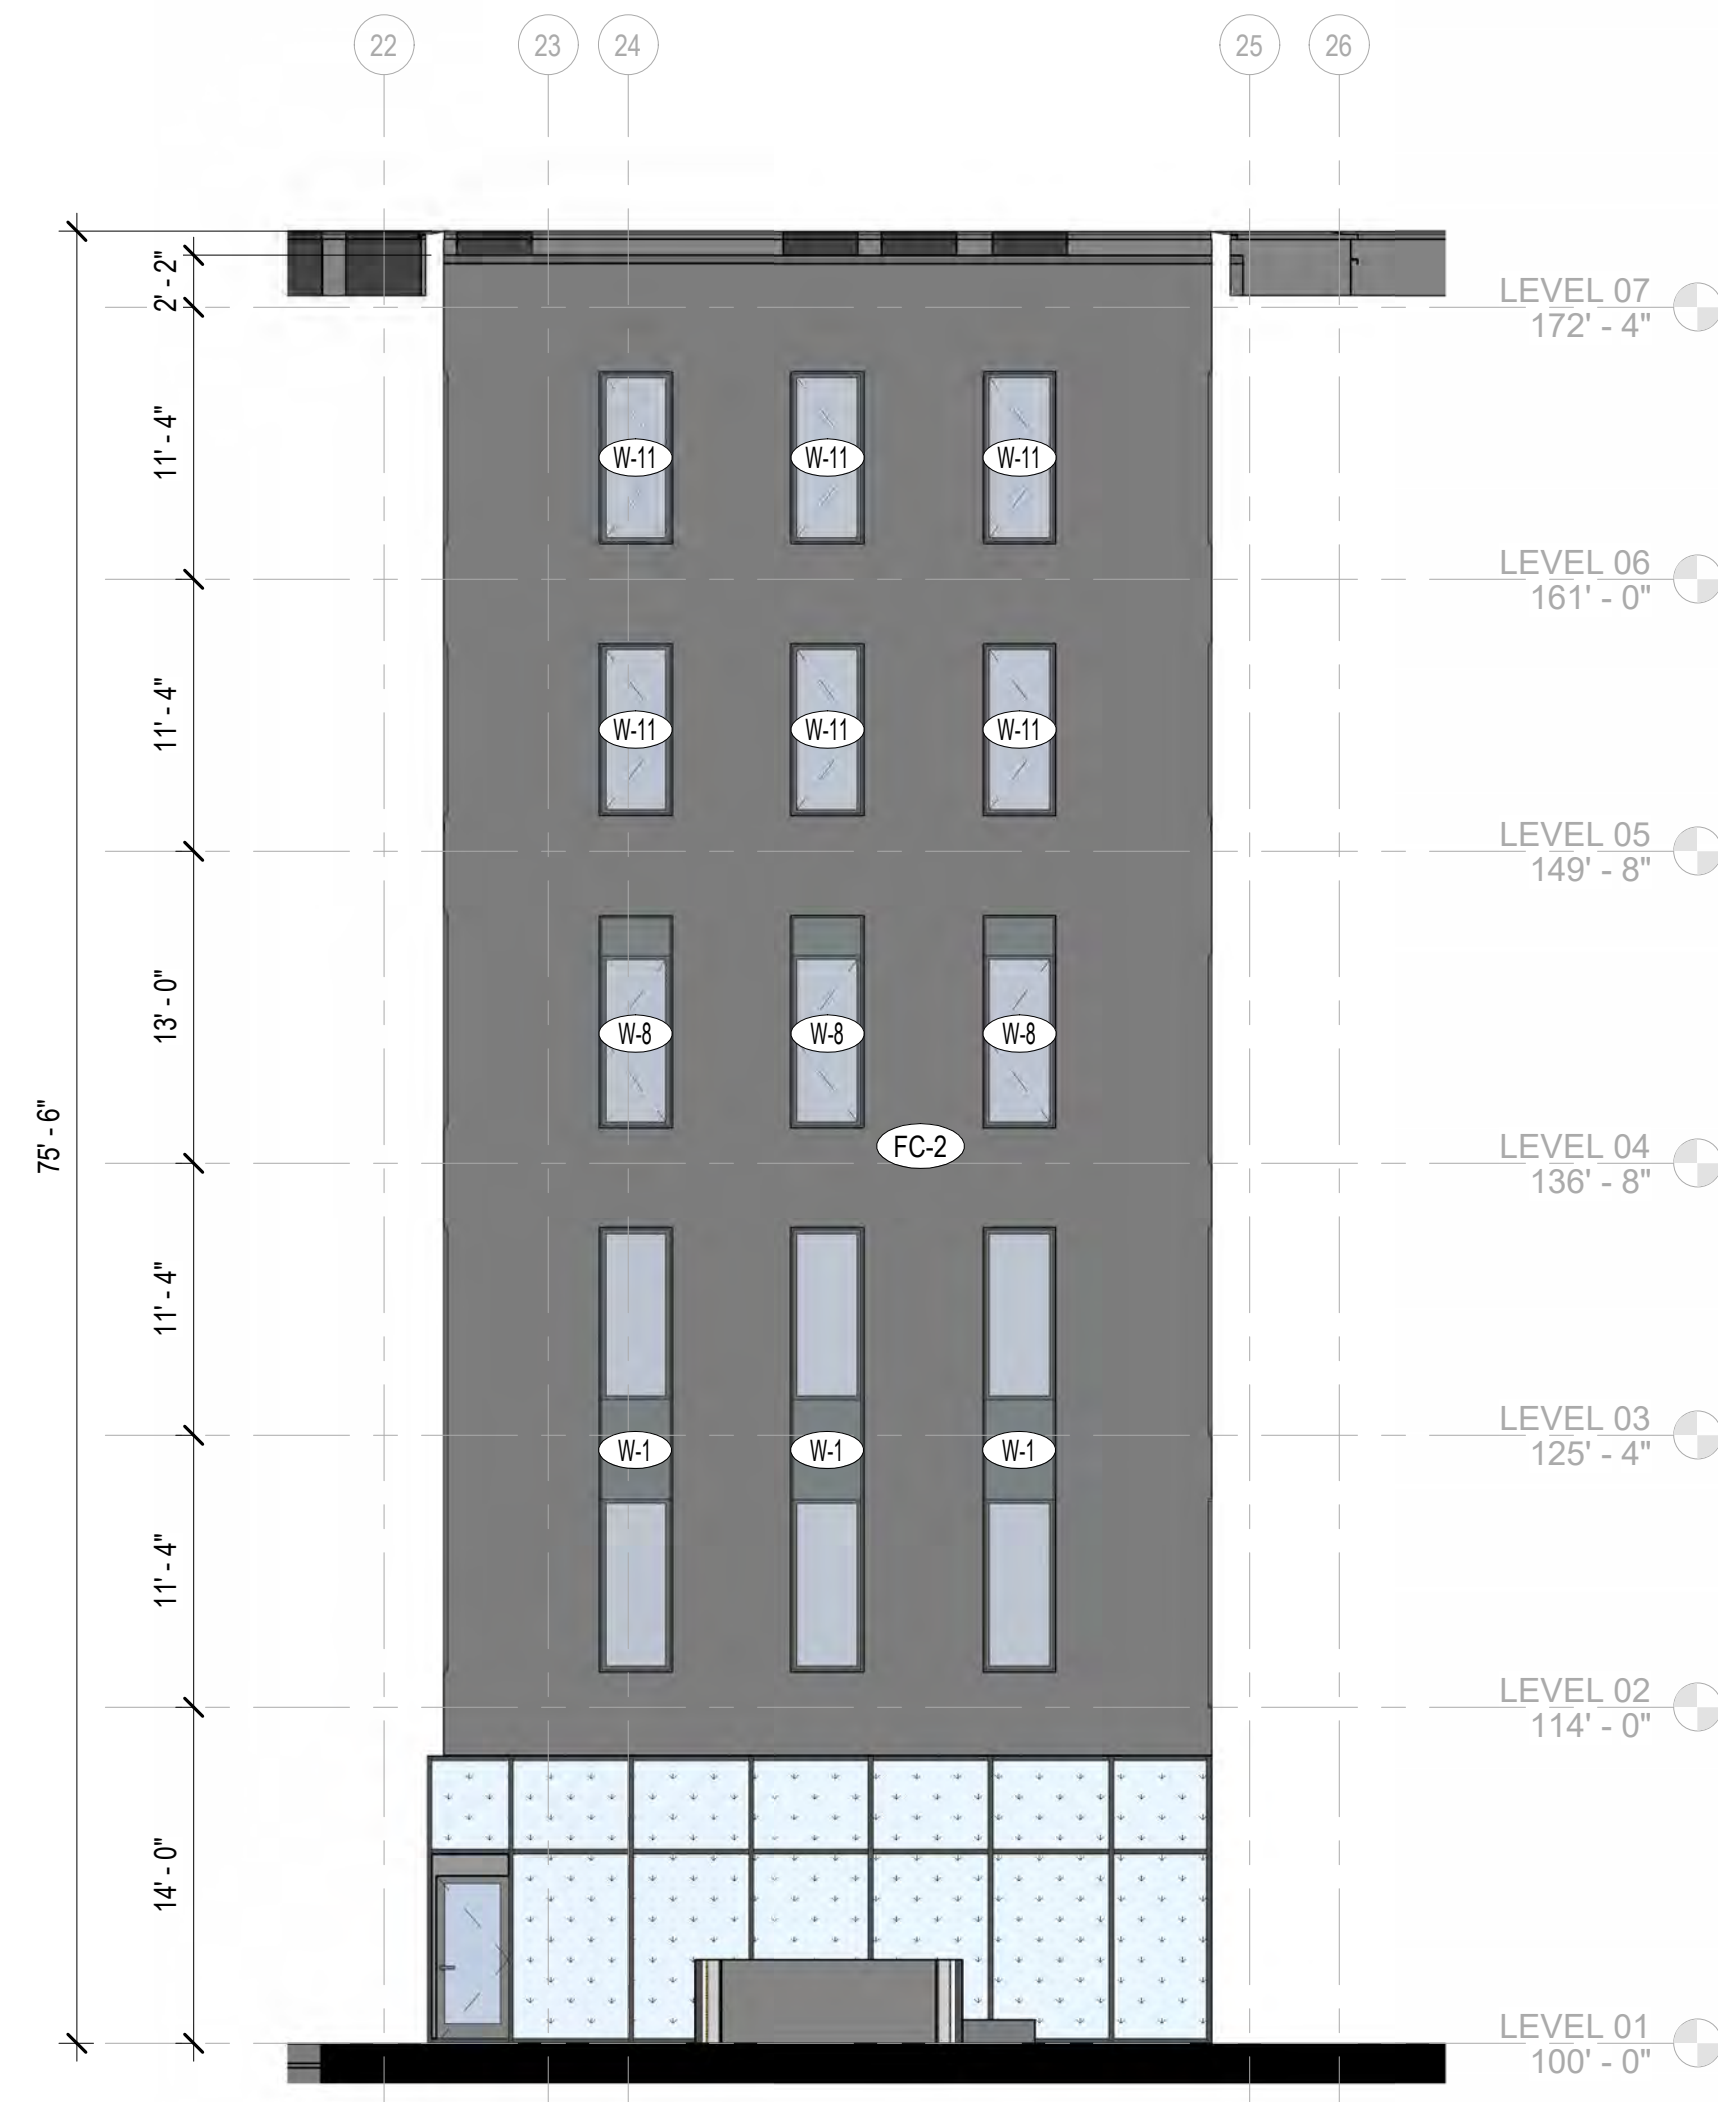 22
23
24
25
26
2' - 2"
LEVEL 07
172' - 4"
11' - 4"
W-11
W-11
W-11
LEVEL 06
161' - 0"
11' - 4"
W-11
W-11
W-11
LEVEL 05
149' - 8"
13' - 0"
W-8
W-8
W-8
75' - 6"
FC-2
LEVEL 04
136' - 8"
11' - 4"
LEVEL 03
125' - 4"
W-1
W-1
W-1
11' - 4"
LEVEL 02
114' - 0"
14' - 0"
LEVEL 01
100' - 0"